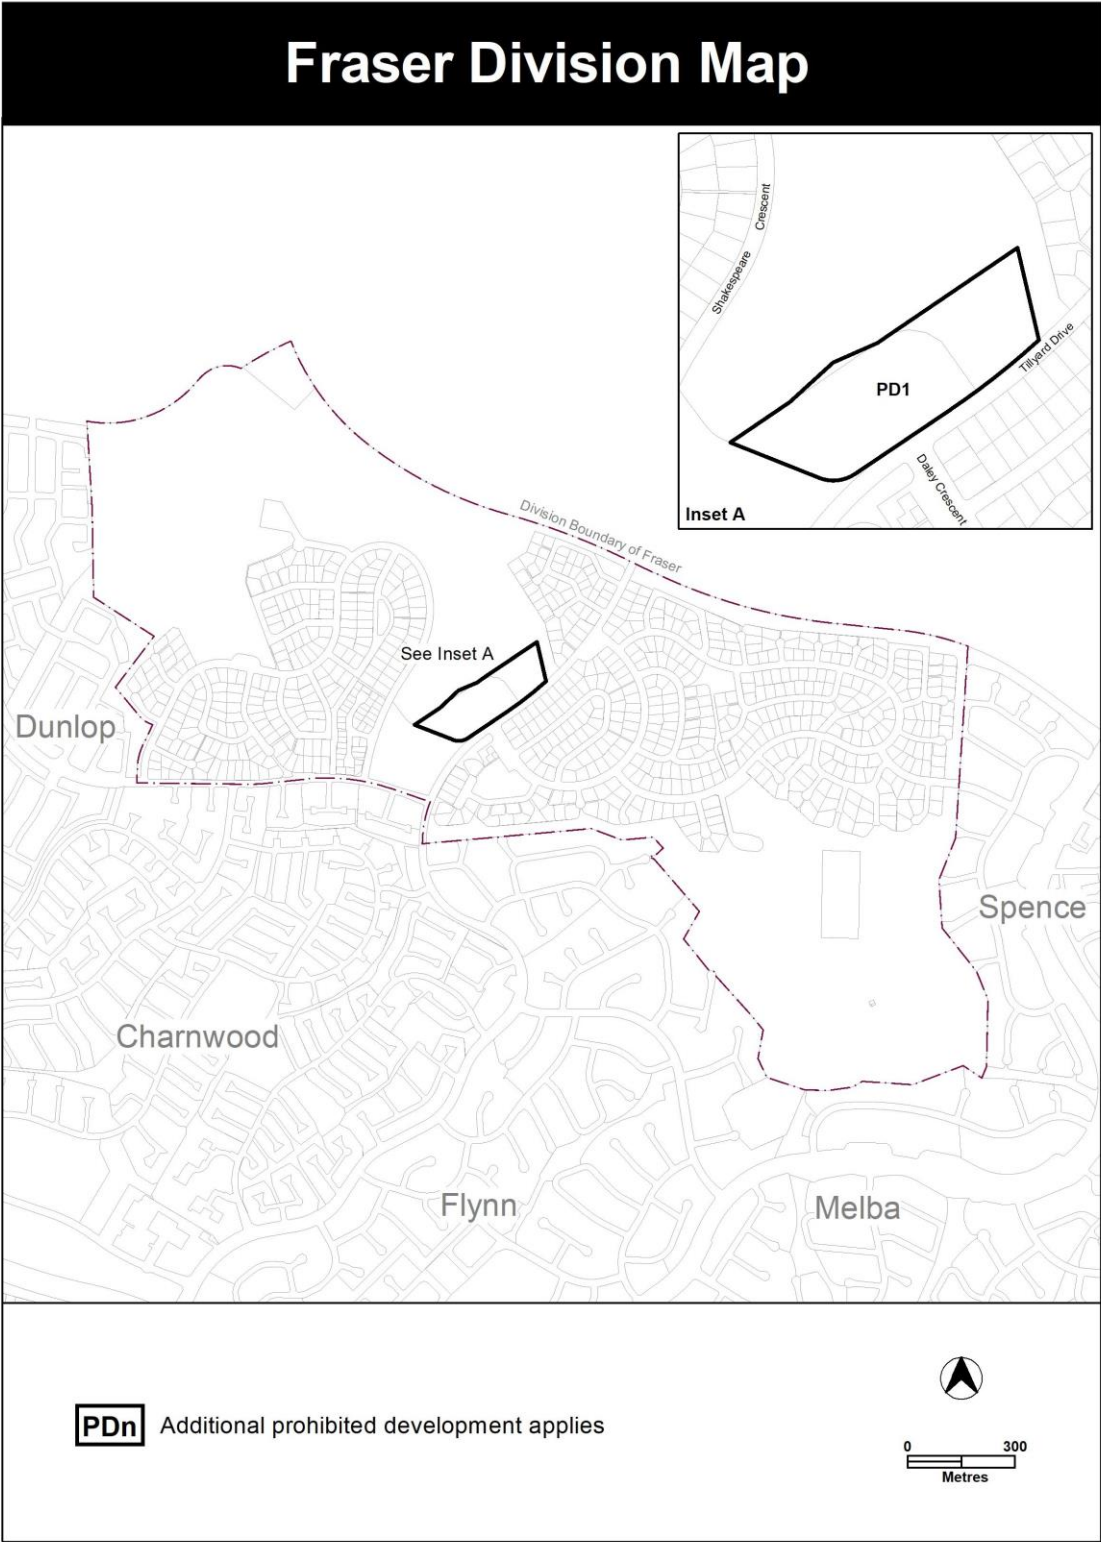 Fraser Division Map
Shakespeare Crescent
Tillyard Drive
PD1
Daley Crescent
Inset A
Division Boundary of Fraser
See Inset A
Dunlop
Spence
Charnwood
Flynn
Melba
PDn Additional prohibited development applies
0 300
Metres